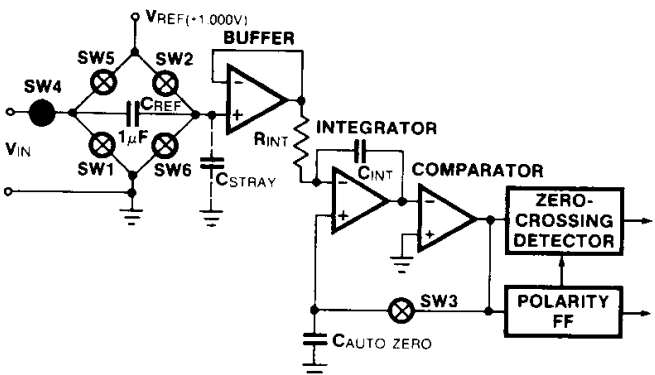 VREF(+1.000V)
BUFFER
SW5
SW2
SW4
CREF
1μF
VIN
SW1
SW6
CSTRAY
RINT
INTEGRATOR
CINT
COMPARATOR
ZERO-
CROSSING
DETECTOR
SW3
POLARITY
FF
CAUTO ZERO